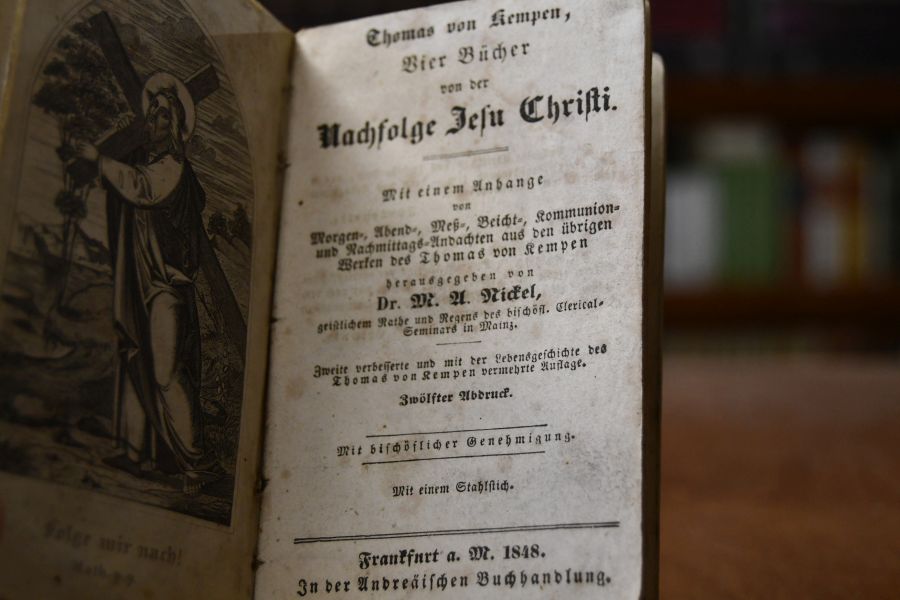 Thomas von Kempen,
Vier Bücher
von der
Nachfolge Jesu Christi.
Mit einem Anhange
von
Morgen-, Abend-, Meß-, Beicht-, Kommunion-
und Nachmittags-Andachten aus den übrigen
Werken des Thomas von Kempen
herausgegeben von
Dr. M. A. Nickel,
geistlichem Rathe und Regens des bischöfl. Clerical-
Seminars in Mainz.
Zweite verbesserte und mit der Lebensgeschichte des
Thomas von Kempen vermehrte Auflage.
Zwölfter Abdruck.
Mit bischöflicher Genehmigung.
Mit einem Stahlstich.
Frankfurt a. M. 1848.
In der Andreäischen Buchhandlung.
Folge mir nach!